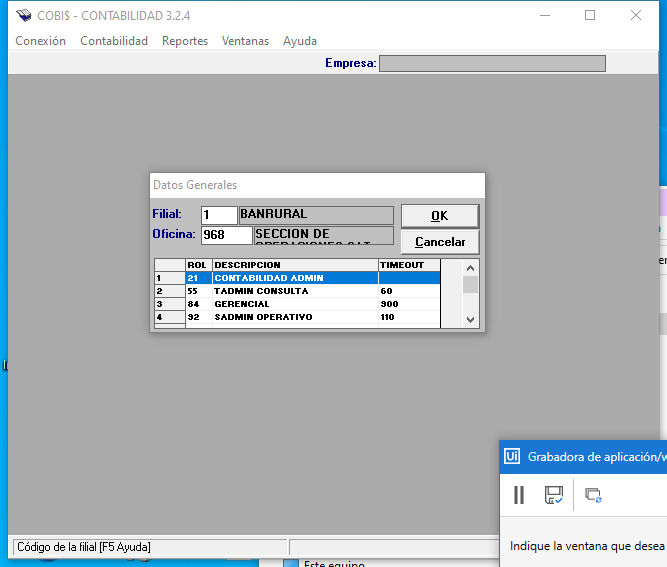 COBIS - CONTABILIDAD 3.2.4
Conexión Contabilidad Reportes Ventanas Ayuda
Empresa:
Datos Generales
Filial: 1 BANRURAL OK
Oficina: 968 SECCION DE
Cancelar
ROL DESCRIPCION TIMEOUT
1 21 CONTABILIDAD ADMIN
2 55 TADMIN CONSULTA 60
3 84 GERENCIAL 900
4 92 SADMIN OPERATIVO 110
Ui Grabadora de aplicación/w
Indique la ventana que desea
Código de la filial [F5 Ayuda]
Este equipo